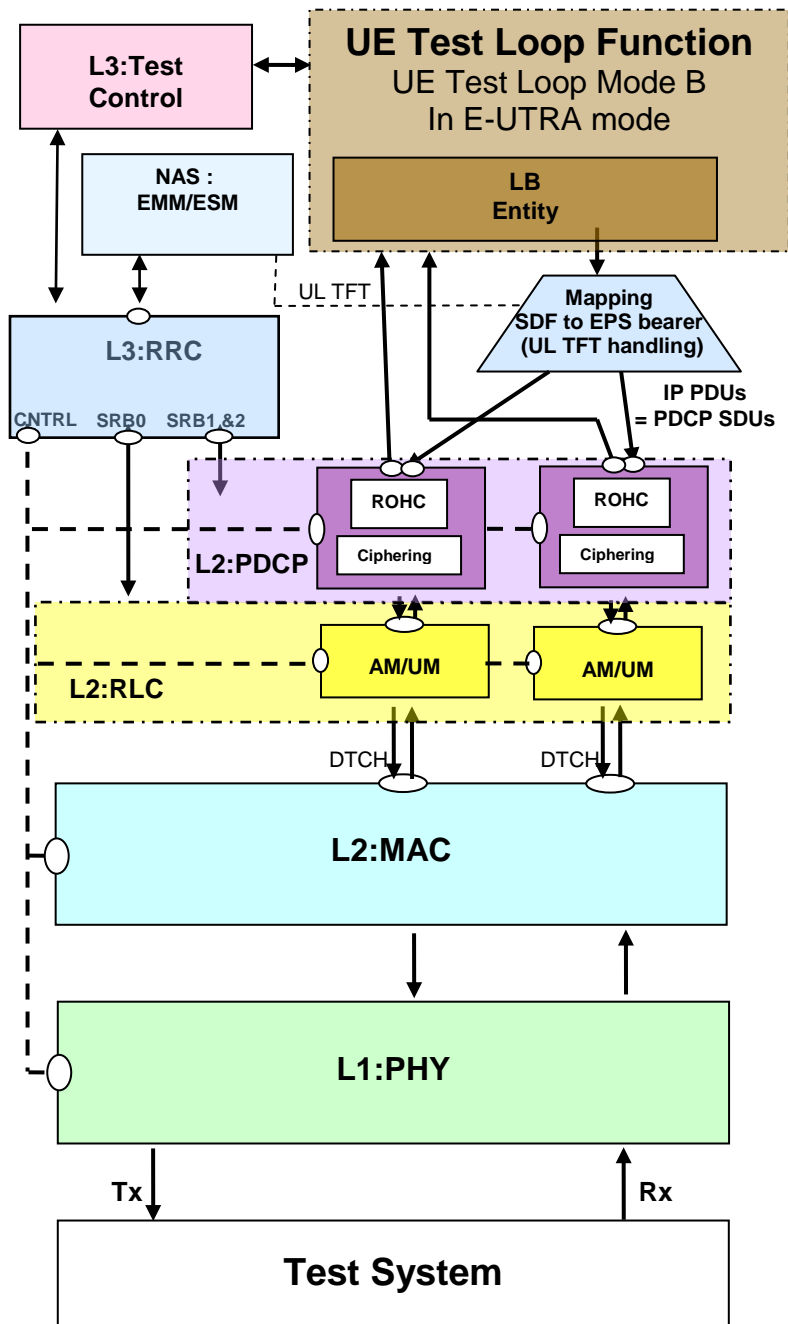 L3:Test
Control
UE Test Loop Function
UE Test Loop Mode B
In E-UTRA mode
NAS :
EMM/ESM
LB
Entity
UL TFT
Mapping
SDF to EPS bearer
(UL TFT handling)
L3:RRC
CNTRL SRB0 SRB1 &2
IP PDUs
= PDCP SDUs
ROHC
ROHC
Ciphering
Ciphering
L2:PDCP
AM/UM
AM/UM
L2:RLC
DTCH
DTCH
L2:MAC
L1:PHY
Tx
Rx
Test System